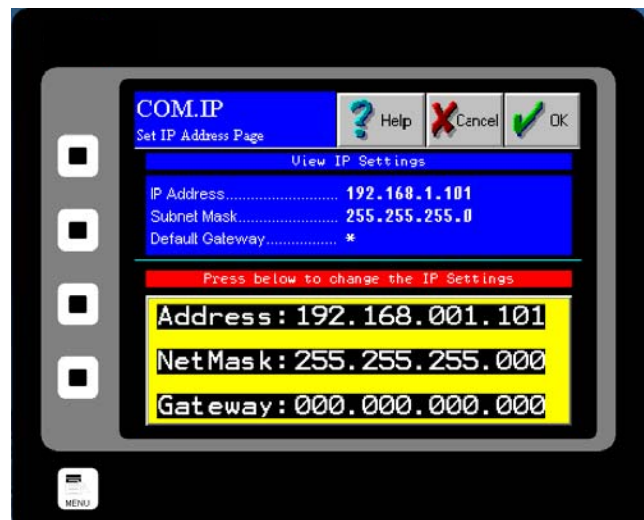 COM.IP
Set IP Address Page
Help
Cancel
OK
View IP Settings
IP Address.......................... 192.168.1.101
Subnet Mask....................... 255.255.255.0
Default Gateway................. *
Press below to change the IP Settings
Address:192.168.001.101
NetMask:255.255.255.000
Gateway:000.000.000.000
MENU